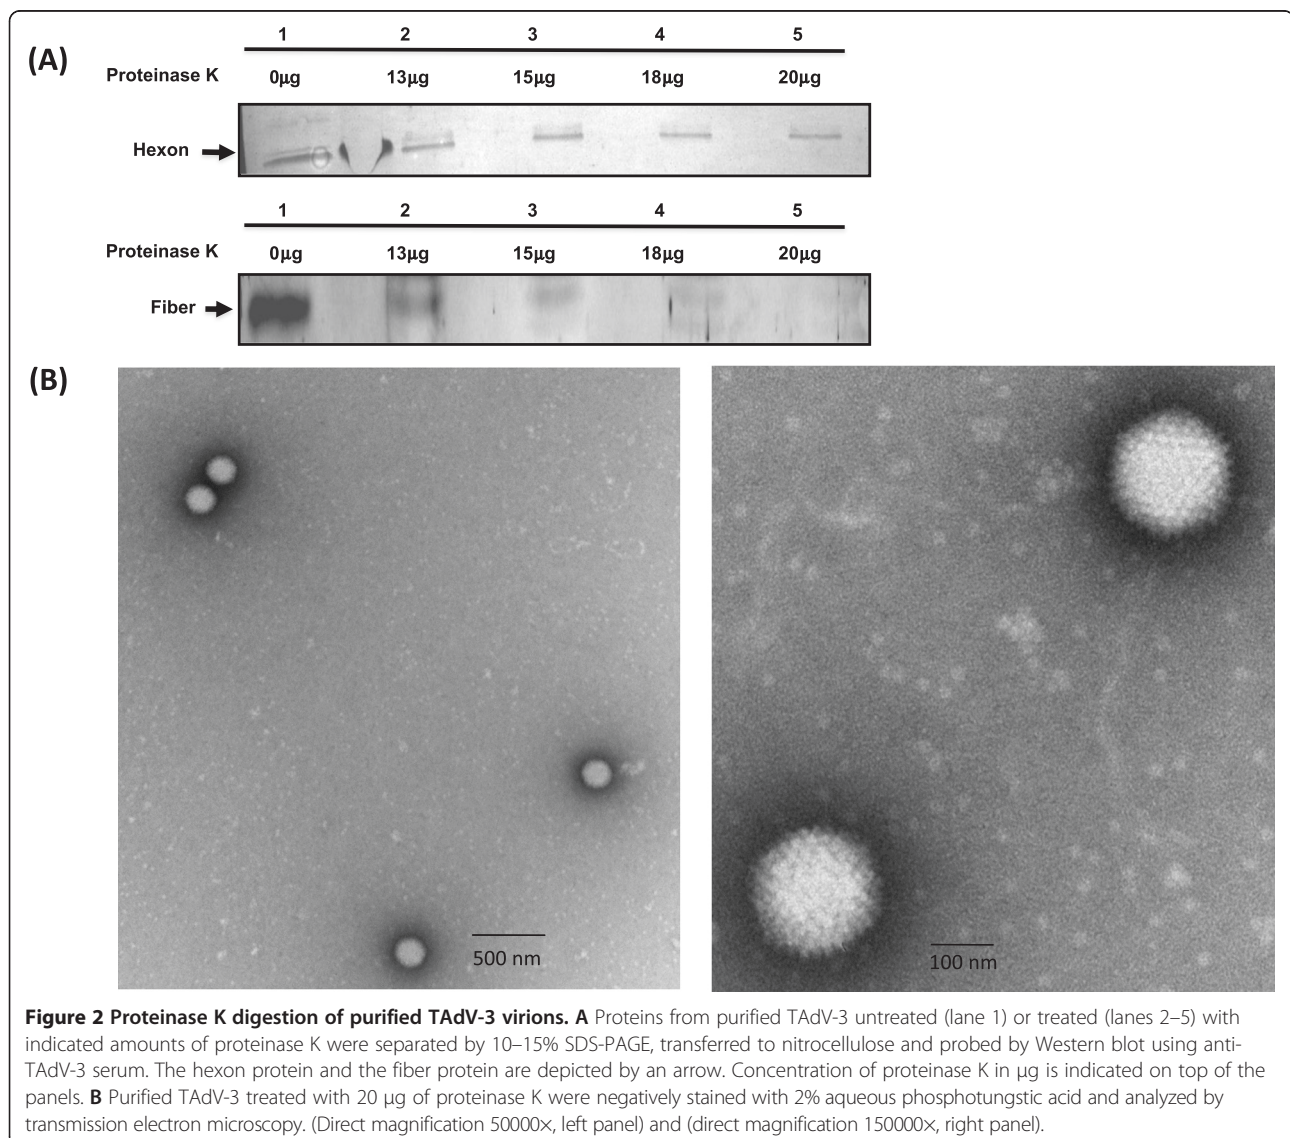 (A)
1 2 3 4 5
Proteinase K 0μg 13μg 15μg 18μg 20μg
Hexon
1 2 3 4 5
Proteinase K 0μg 13μg 15μg 18μg 20μg
Fiber
(B)
500 nm
100 nm
Figure 2 Proteinase K digestion of purified TAdV-3 virions. A Proteins from purified TAdV-3 untreated (lane 1) or treated (lanes 2–5) with
indicated amounts of proteinase K were separated by 10–15% SDS-PAGE, transferred to nitrocellulose and probed by Western blot using anti-
TAdV-3 serum. The hexon protein and the fiber protein are depicted by an arrow. Concentration of proteinase K in μg is indicated on top of the
panels. B Purified TAdV-3 treated with 20 μg of proteinase K were negatively stained with 2% aqueous phosphotungstic acid and analyzed by
transmission electron microscopy. (Direct magnification 50000×, left panel) and (direct magnification 150000×, right panel).